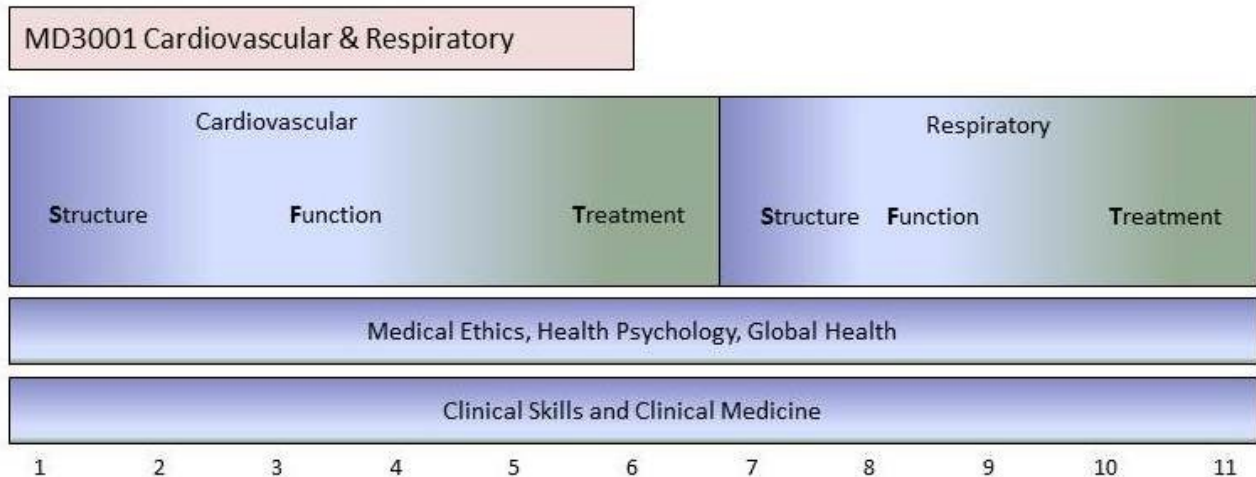 MD3001 Cardiovascular & Respiratory
Cardiovascular
Respiratory
Structure Function Treatment Structure Function Treatment
Medical Ethics, Health Psychology, Global Health
Clinical Skills and Clinical Medicine
1 2 3 4 5 6 7 8 9 10 11